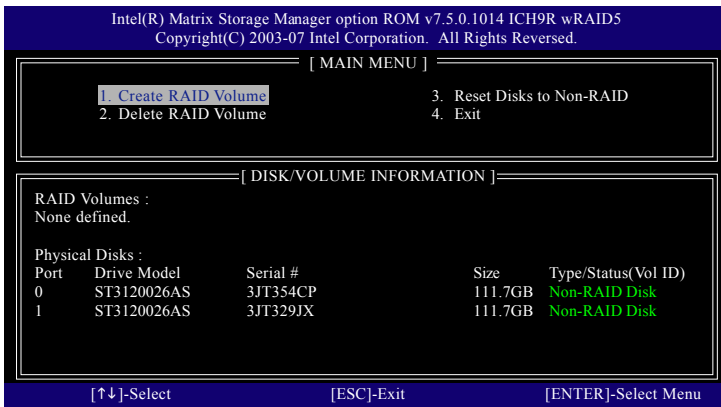 Intel(R) Matrix Storage Manager option ROM v7.5.0.1014 ICH9R wRAID5
Copyright(C) 2003-07 Intel Corporation. All Rights Reversed.
[ MAIN MENU ]
1. Create RAID Volume 3. Reset Disks to Non-RAID
2. Delete RAID Volume 4. Exit
[ DISK/VOLUME INFORMATION ]
RAID Volumes :
None defined.
Physical Disks :
Port Drive Model Serial # Size Type/Status(Vol ID)
0 ST3120026AS 3JT354CP 111.7GB Non-RAID Disk
1 ST3120026AS 3JT329JX 111.7GB Non-RAID Disk
[↑↓]-Select [ESC]-Exit [ENTER]-Select Menu